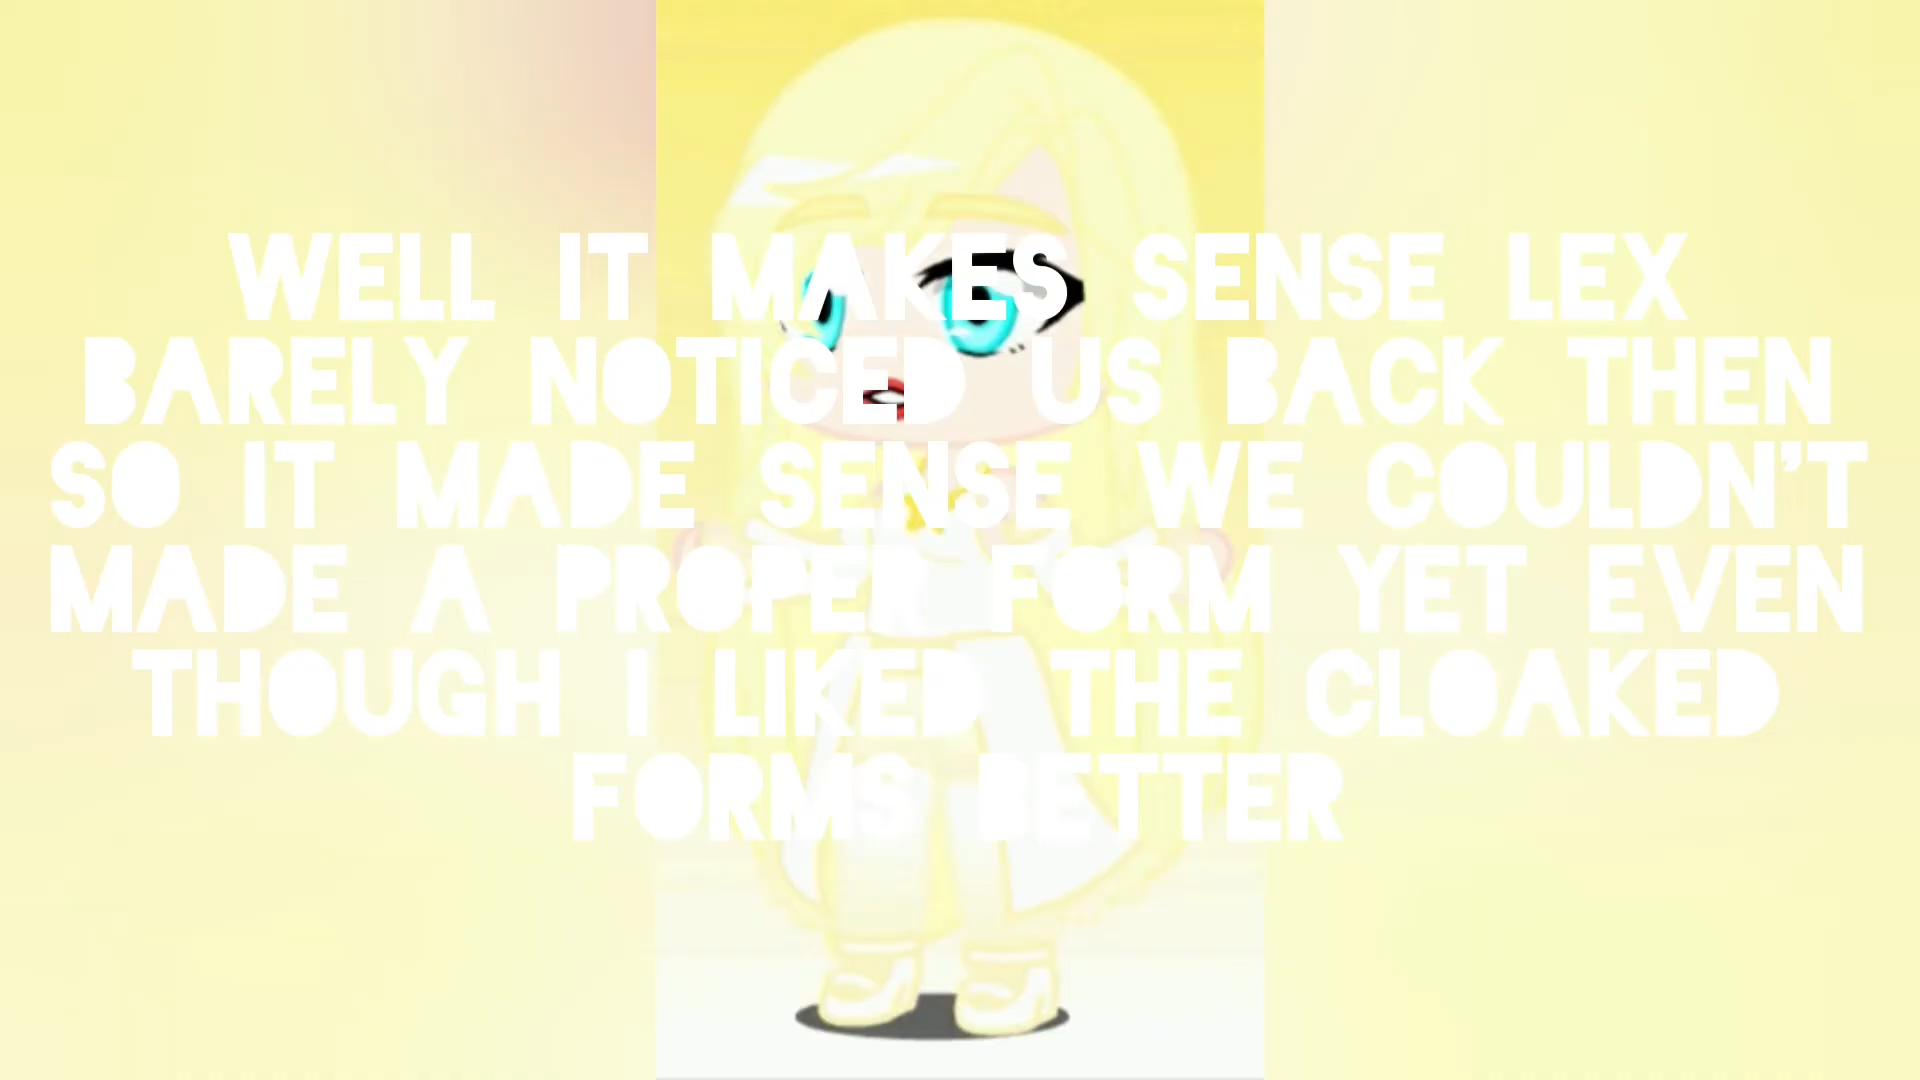 WELL IT MAKES SENSE LEX
BARELY NOTICED US BACK THEN
SO IT MADE SENSE WE COULDN'T
MADE A PROPER FORM YET EVEN
THOUGH I LIKED THE CLOAKED
FORMS BETTER